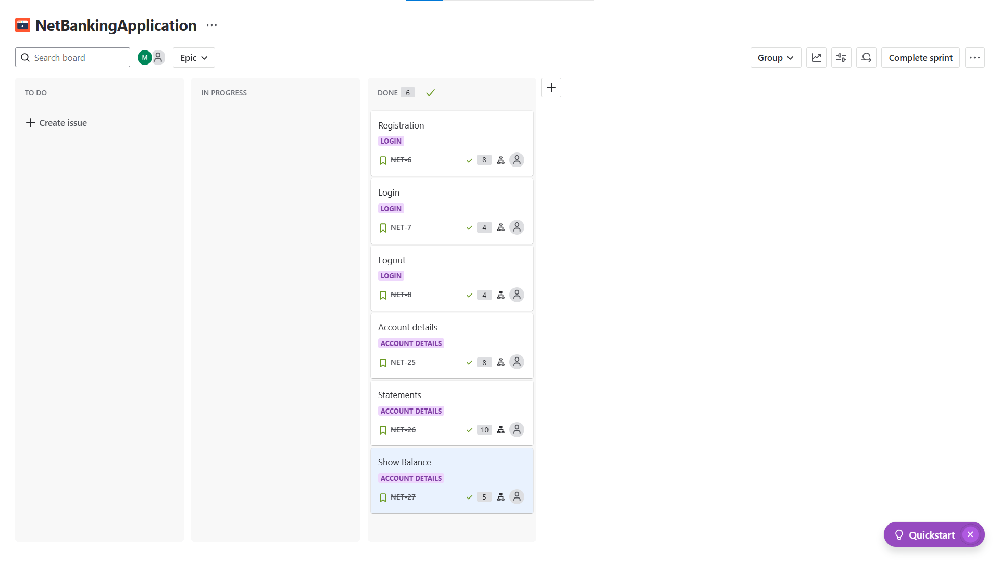 NetBankingApplication
Search board
M
Epic
Group
Complete sprint
TO DO
IN PROGRESS
DONE 6
Create issue
Registration
LOGIN
NET-6 8
Login
LOGIN
NET-7 4
Logout
LOGIN
NET-8 4
Account details
ACCOUNT DETAILS
NET-25 8
Statements
ACCOUNT DETAILS
NET-26 10
Show Balance
ACCOUNT DETAILS
NET-27 5
Quickstart